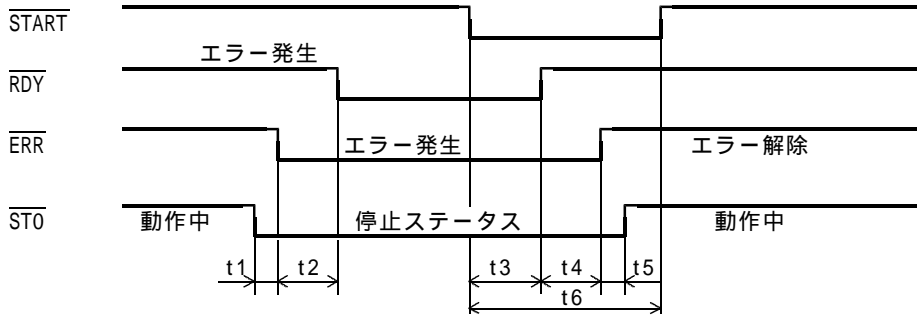 START
エラー発生
RDY
ERR
エラー発生
エラー解除
STO
動作中
停止ステータス
動作中
t1
t2
t3
t4
t5
t6